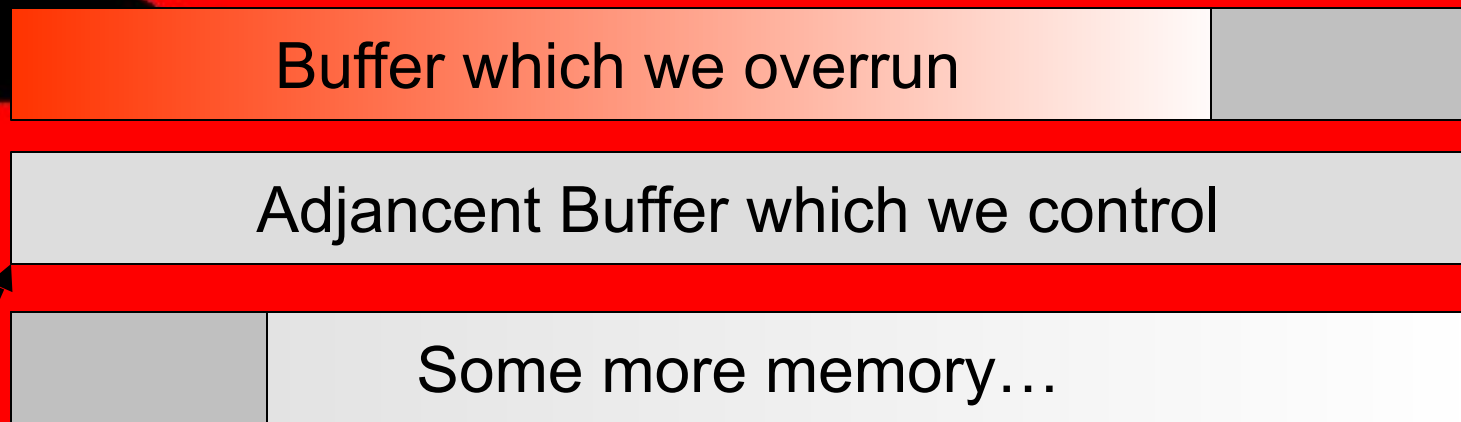 Buffer which we overrun
Adjancent Buffer which we control
Some more memory…